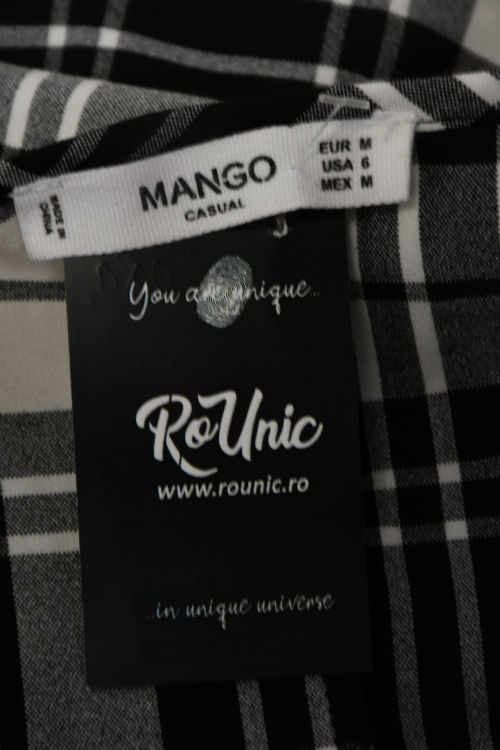 MADE IN
CHINA
MANGO
CASUAL
EUR M
USA 6
MEX M
You are unique...
RoUnic
www.rounic.ro
...in unique universe